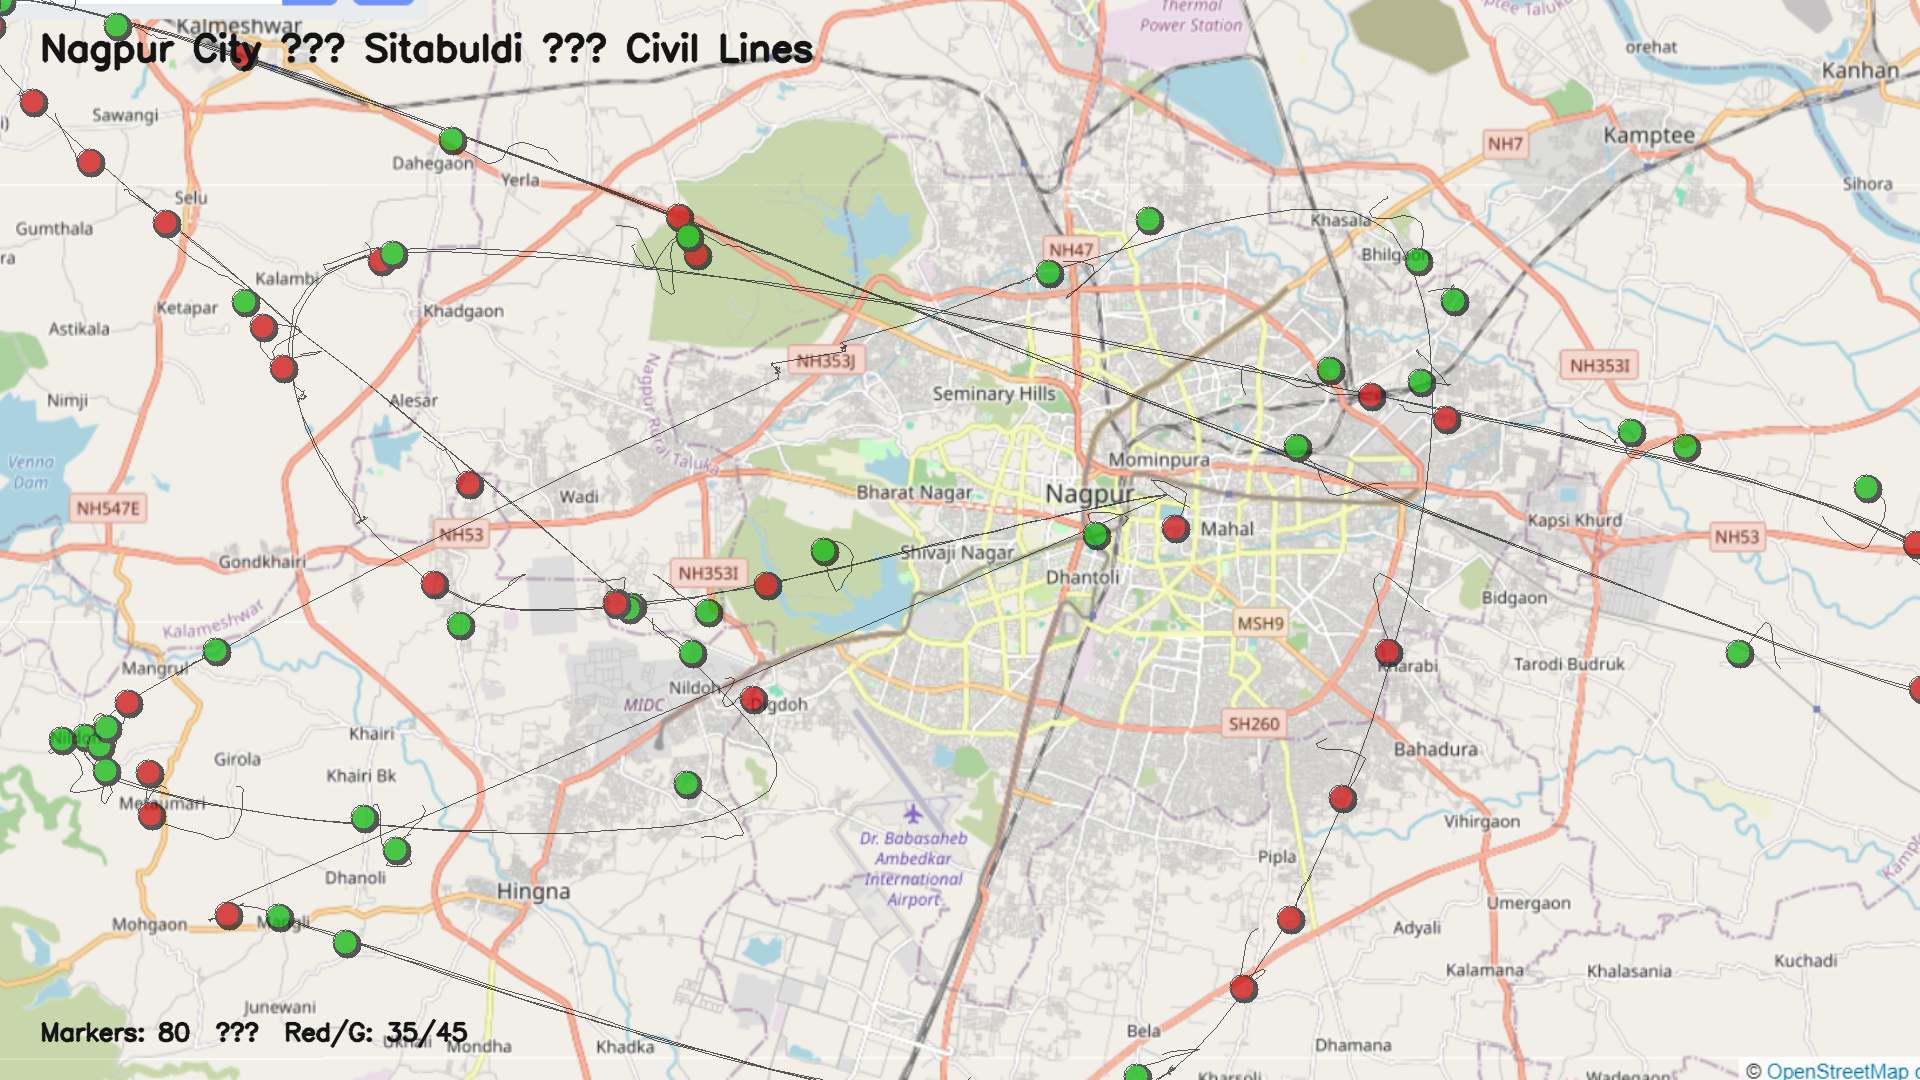 Thermal
Power Station
ptee Taluk
Kalmeshwar
Nagpur City ??? Sitabuldi ??? Civil Lines
orehat
Kanhan
Sawangi
Kamptee
NH7
Dahegaon
Yerla
Sihora
Selu
Gumthala
Khasala
NH47
Bhilgaon
ra
Kalambi
Ketapar
Khadgaon
Astikala
NH353J
NH353I
Seminary Hills
Nimji
Alesar
Nagpur Rural Taluka
Mominpura
Venna
Dam
Wadi
Bharat Nagar
Nagpur
NH547E
NH53
Mahal
Kapsi Khurd
NH53
Gondkhairi
Shivaji Nagar
NH353I
Dhantoli
Bidgaon
Kalmeshwar
MSH9
Mangrul
Kharabi
Tarodi Budruk
Nildoh
MIDC
Digdoh
SH260
Khairi
Bahadura
Girola
Khairi Bk
Metaumari
Vihirgaon
Dr. Babasaheb
Ambedkar
International
Airport
Pipla
Dhanoli
Hingna
Umergaon
Mohgaon
Adyali
Kalamana
Khalasania
Kuchadi
Junewani
Markers: 80 ??? Red/G: 35/45
Mondha
Khadka
Bela
Dhamana
Kharsoli
Wadegaon
© OpenStreetMap c